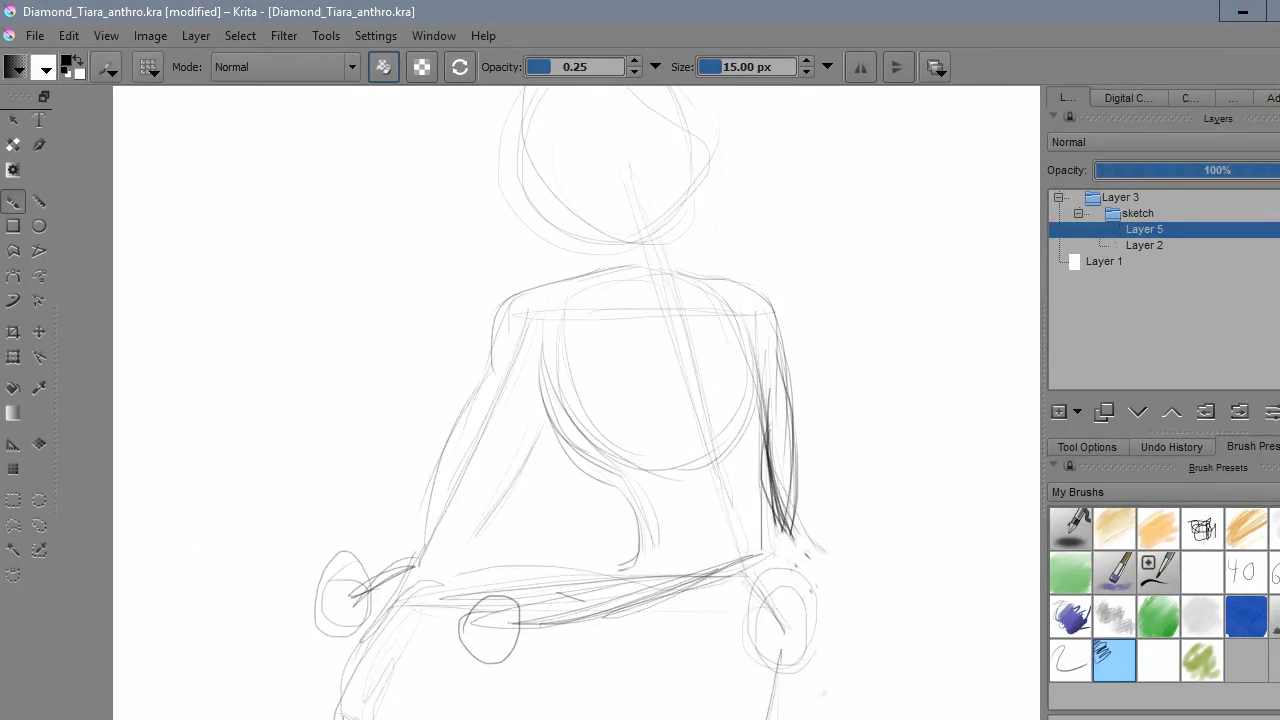 Diamond_Tiara_anthro.kra [modified] – Krita - [Diamond_Tiara_anthro.kra]
File Edit View Image Layer Select Filter Tools Settings Window Help
Mode: Normal Opacity: 0.25 Size: 15.00 px
L... Digital C... C... ... Ad
Layers
Normal
Opacity: 100%
Layer 3
sketch
Layer 5
Layer 2
Layer 1
Tool Options Undo History Brush Pres
Brush Presets
My Brushes
40